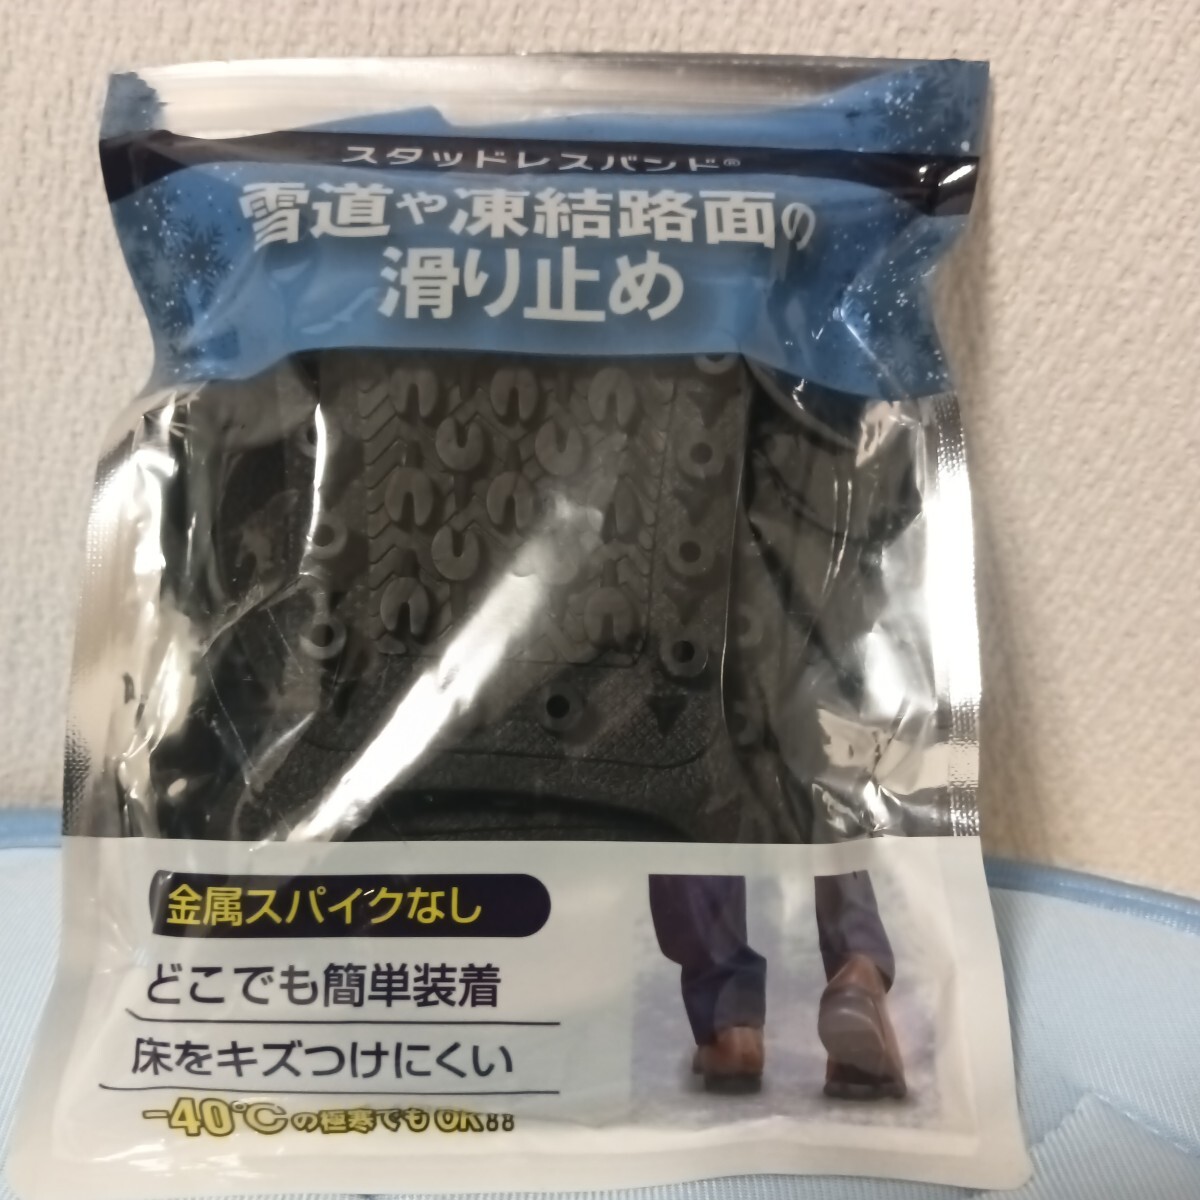 スタッドレスバンド®
雪道や凍結路面の
滑り止め
金属スパイクなし
どこでも簡単装着
床をキズつけにくい
-40℃の極寒でもOK!!